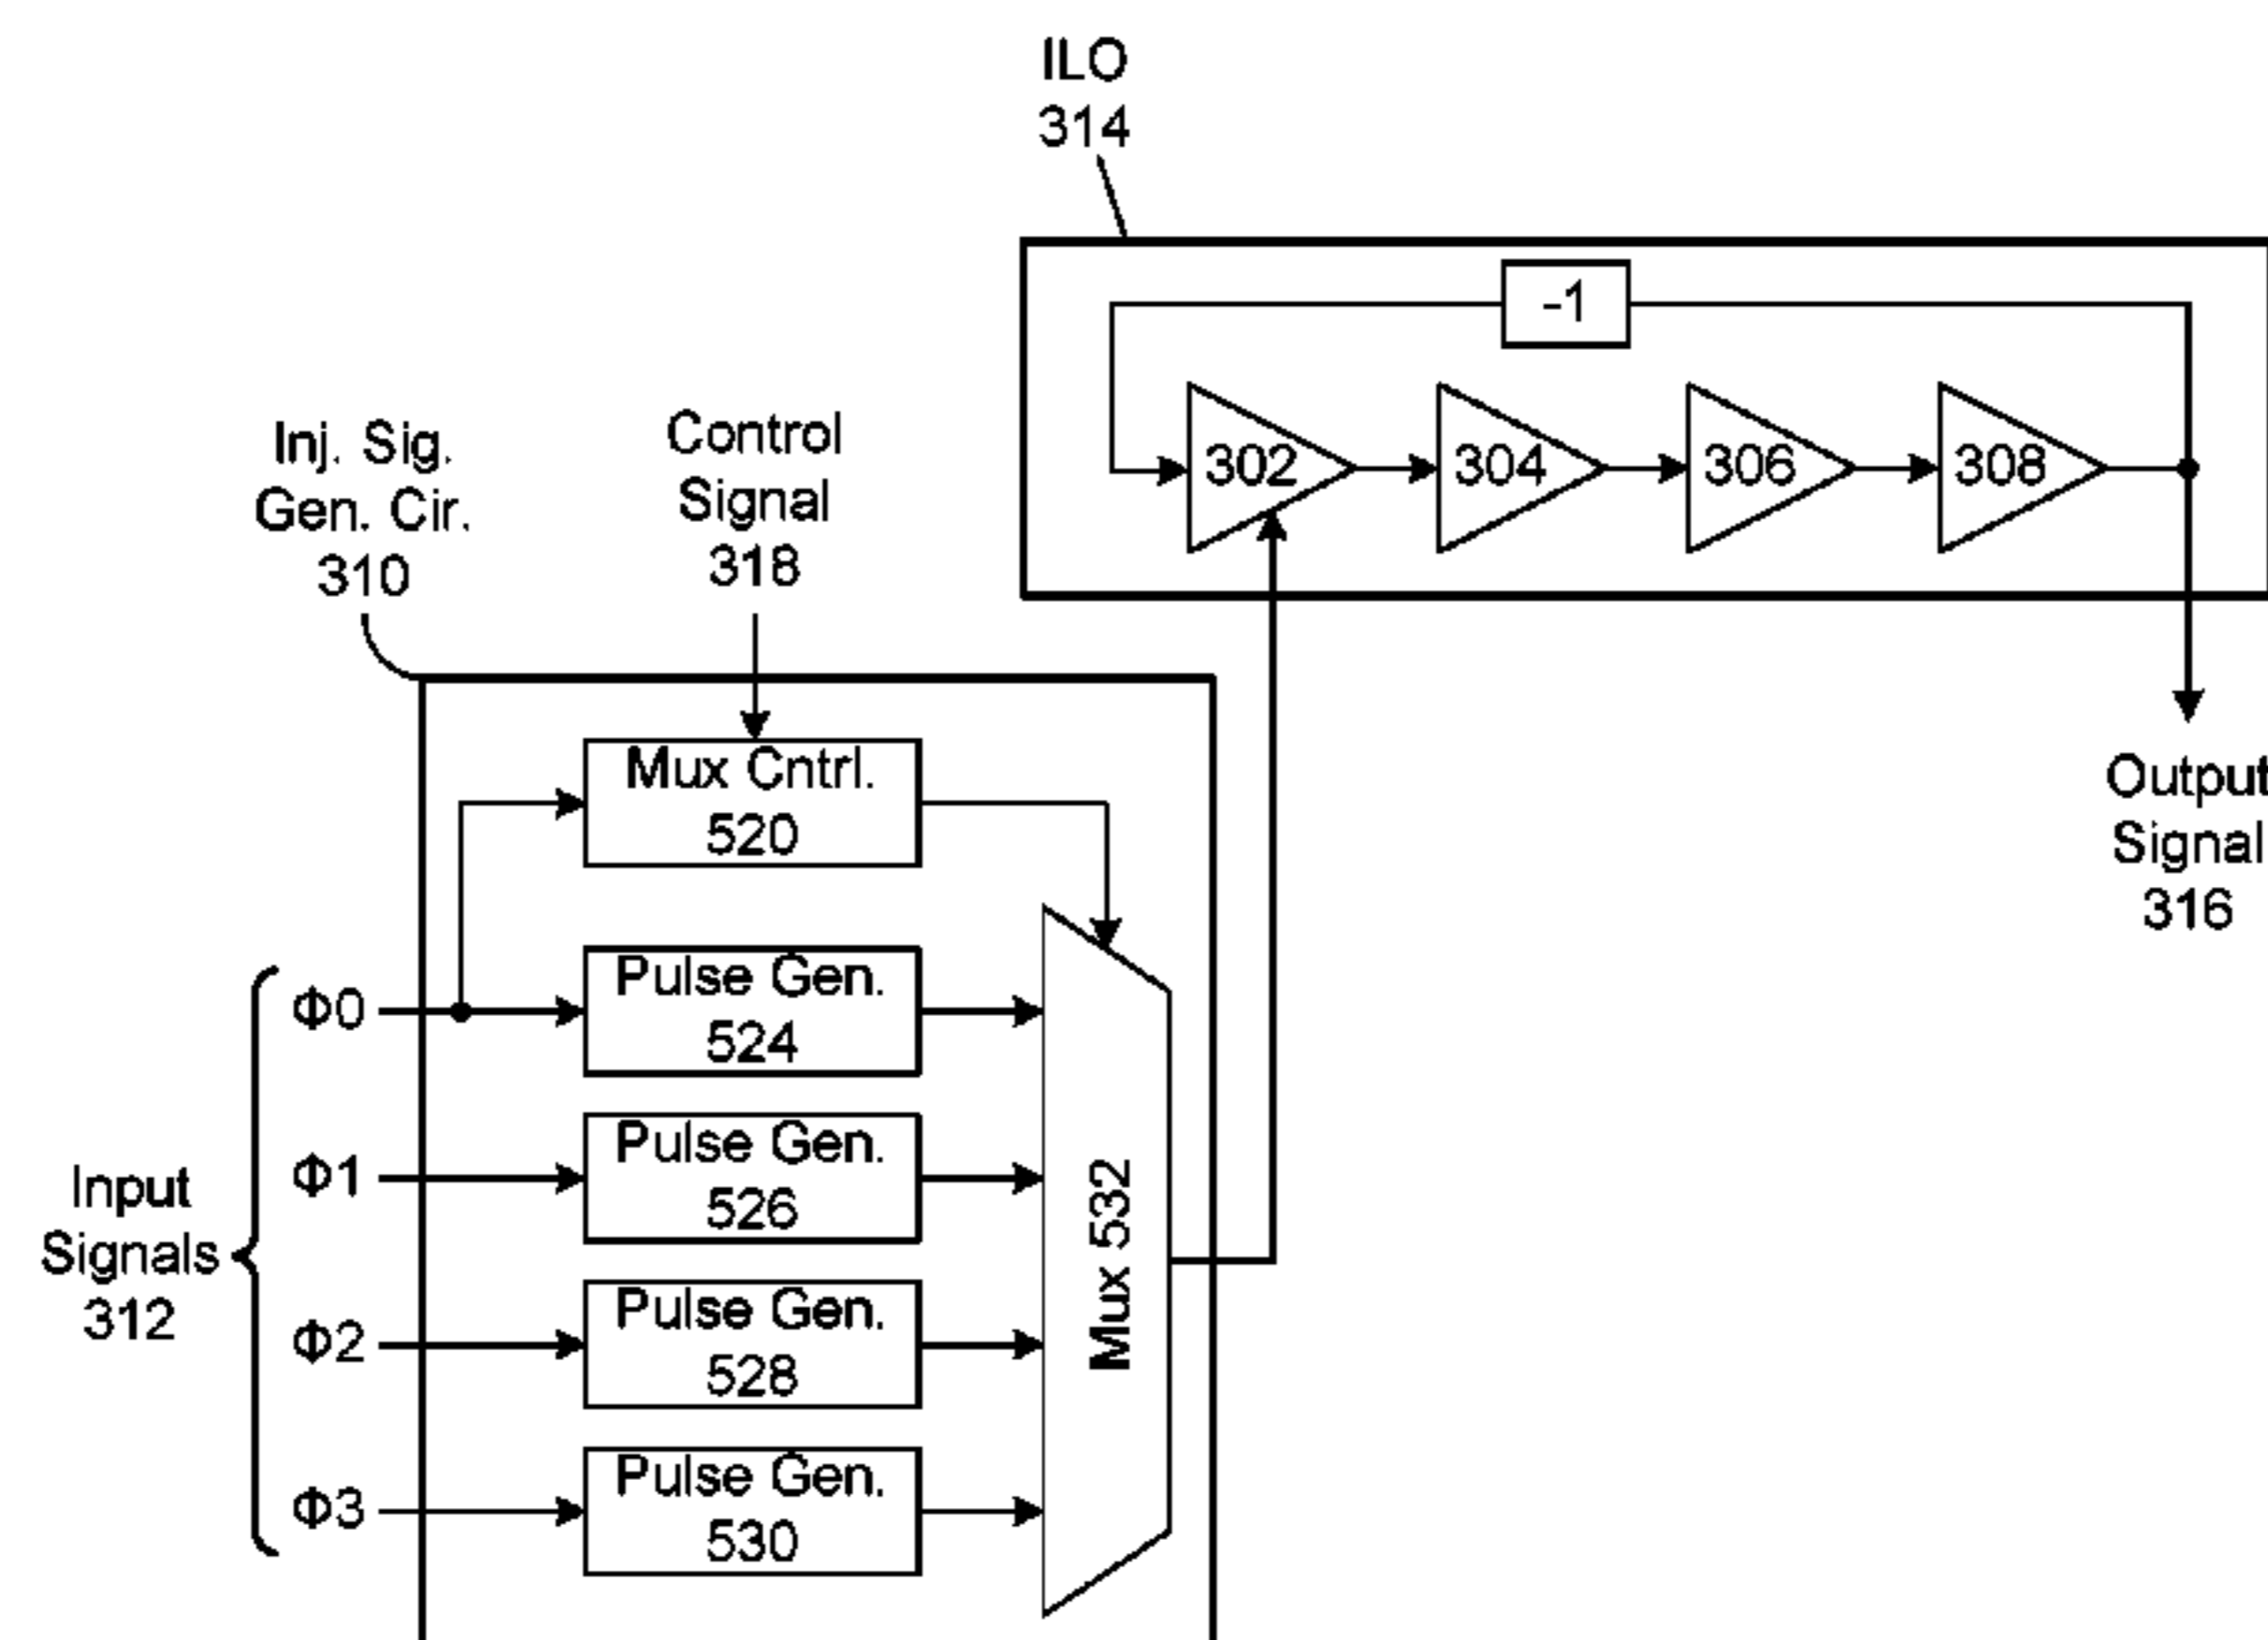 ILO
314
-1
302
304
306
308
Inj. Sig.
Gen. Cir.
310
Control
Signal
318
Mux Cntrl.
520
Output
Signal
316
Input
Signals
312
Φ0
Pulse Gen.
524
Φ1
Pulse Gen.
526
Φ2
Pulse Gen.
528
Φ3
Pulse Gen.
530
Mux 532